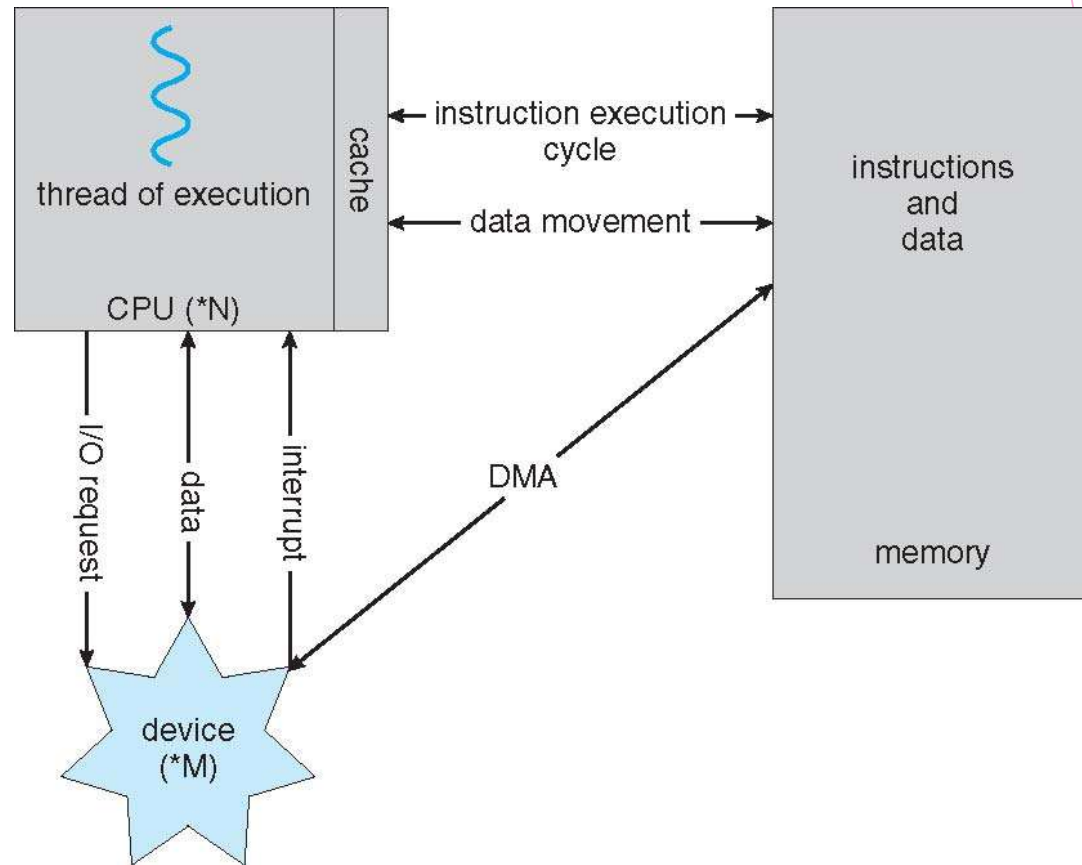 thread of execution
cache
CPU (*N)
instruction execution
cycle
data movement
instructions
and
data
memory
I/O request
data
interrupt
DMA
device
(*M)